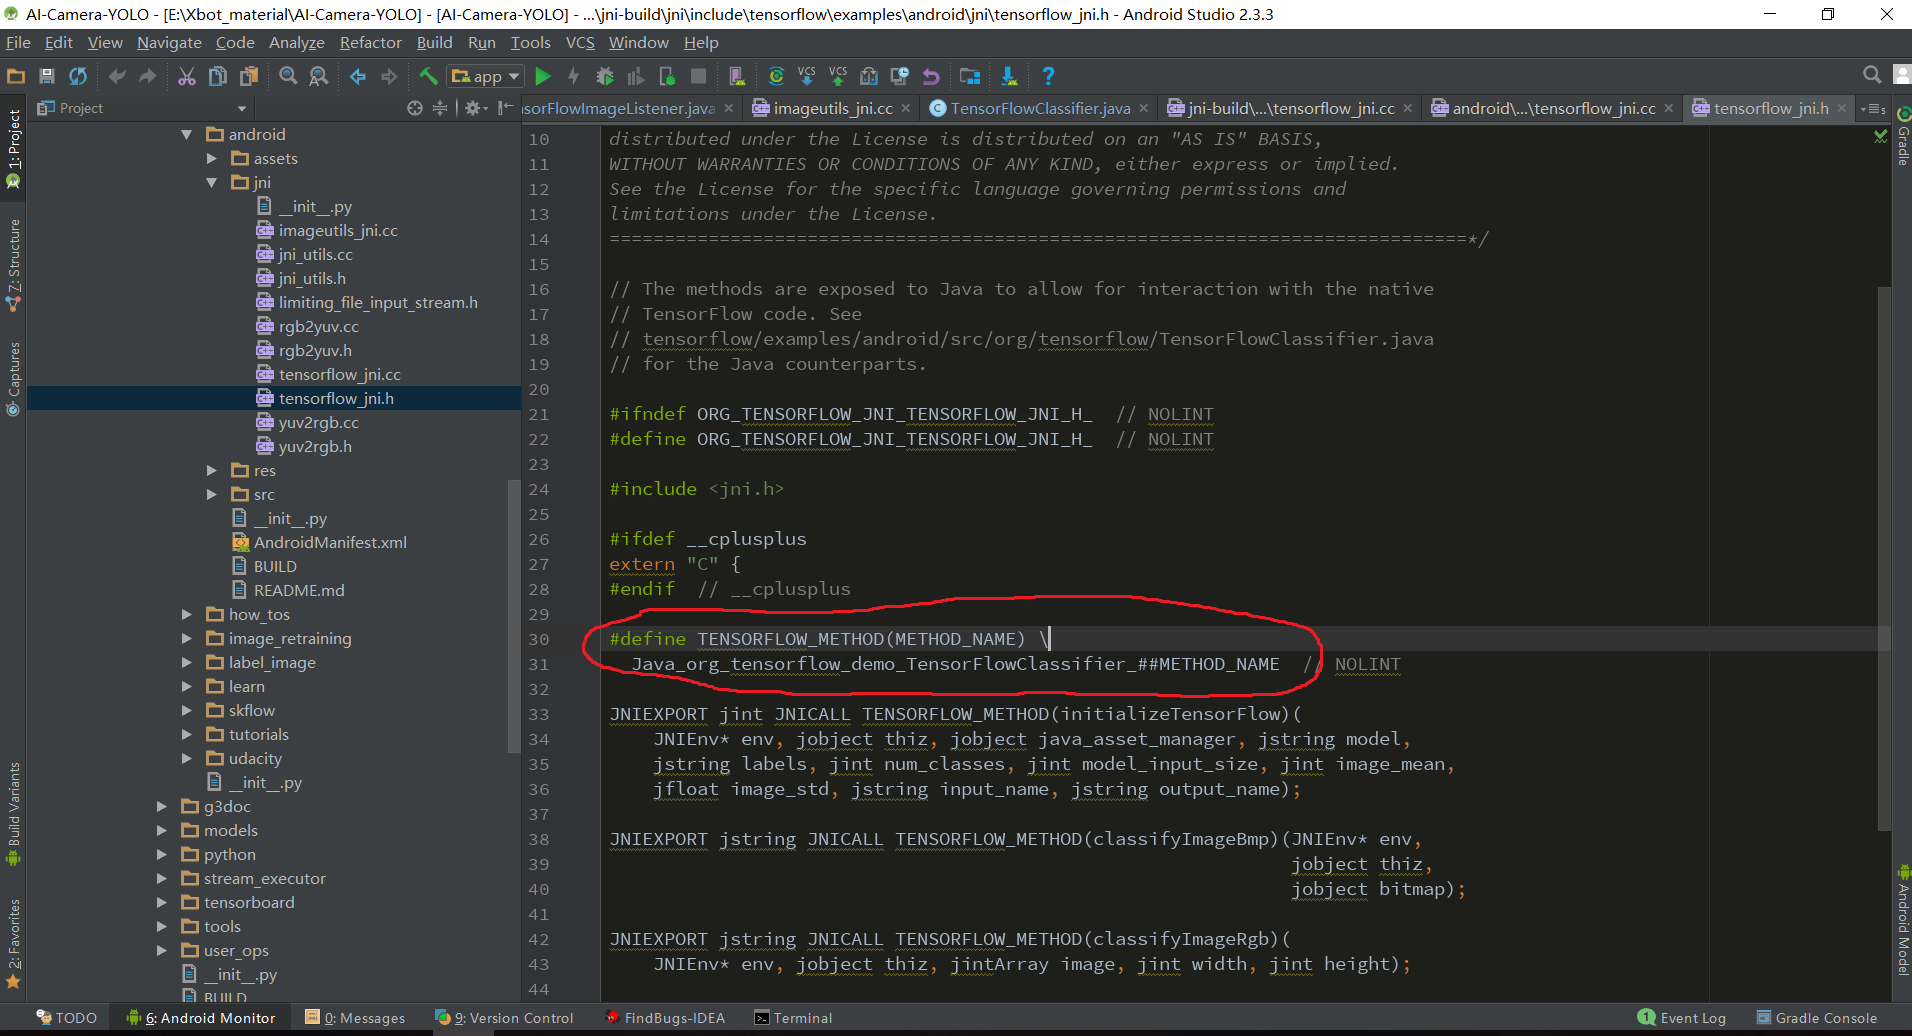 AI-Camera-YOLO - [E:\Xbot_material\AI-Camera-YOLO] - [AI-Camera-YOLO] - ...\jni-build\jni\include\tensorflow\examples\android\jni\tensorflow_jni.h - Android Studio 2.3.3
File Edit View Navigate Code Analyze Refactor Build Run Tools VCS Window Help
app VCS VCS
Project
sorFlowImageListener.java imageutils_jni.cc TensorFlowClassifier.java jni-build\...\tensorflow_jni.cc android\...\tensorflow_jni.cc tensorflow_jni.h
1: Project
Z: Structure
Captures
Build Variants
2: Favorites
android
assets
jni
__init__.py
imageutils_jni.cc
jni_utils.cc
jni_utils.h
limiting_file_input_stream.h
rgb2yuv.cc
rgb2yuv.h
tensorflow_jni.cc
tensorflow_jni.h
yuv2rgb.cc
yuv2rgb.h
res
src
__init__.py
AndroidManifest.xml
BUILD
README.md
how_tos
image_retraining
label_image
learn
skflow
tutorials
udacity
__init__.py
g3doc
models
python
stream_executor
tensorboard
tools
user_ops
__init__.py
BUILD
10 distributed under the License is distributed on an "AS IS" BASIS,
11 WITHOUT WARRANTIES OR CONDITIONS OF ANY KIND, either express or implied.
12 See the License for the specific language governing permissions and
13 limitations under the License.
14 ==============================================================================*/
15
16 // The methods are exposed to Java to allow for interaction with the native
17 // TensorFlow code. See
18 // tensorflow/examples/android/src/org/tensorflow/TensorFlowClassifier.java
19 // for the Java counterparts.
20
21 #ifndef ORG_TENSORFLOW_JNI_TENSORFLOW_JNI_H_ // NOLINT
22 #define ORG_TENSORFLOW_JNI_TENSORFLOW_JNI_H_ // NOLINT
23
24 #include <jni.h>
25
26 #ifdef __cplusplus
27 extern "C" {
28 #endif // __cplusplus
29
30 #define TENSORFLOW_METHOD(METHOD_NAME) \
31 Java_org_tensorflow_demo_TensorFlowClassifier_##METHOD_NAME // NOLINT
32
33 JNIEXPORT jint JNICALL TENSORFLOW_METHOD(initializeTensorFlow)(
34 JNIEnv* env, jobject thiz, jobject java_asset_manager, jstring model,
35 jstring labels, jint num_classes, jint model_input_size, jint image_mean,
36 jfloat image_std, jstring input_name, jstring output_name);
37
38 JNIEXPORT jstring JNICALL TENSORFLOW_METHOD(classifyImageBmp)(JNIEnv* env,
39 jobject thiz,
40 jobject bitmap);
41
42 JNIEXPORT jstring JNICALL TENSORFLOW_METHOD(classifyImageRgb)(
43 JNIEnv* env, jobject thiz, jintArray image, jint width, jint height);
44
Gradle
Android Model
TODO 6: Android Monitor 0: Messages 9: Version Control FindBugs-IDEA Terminal 1 Event Log Gradle Console